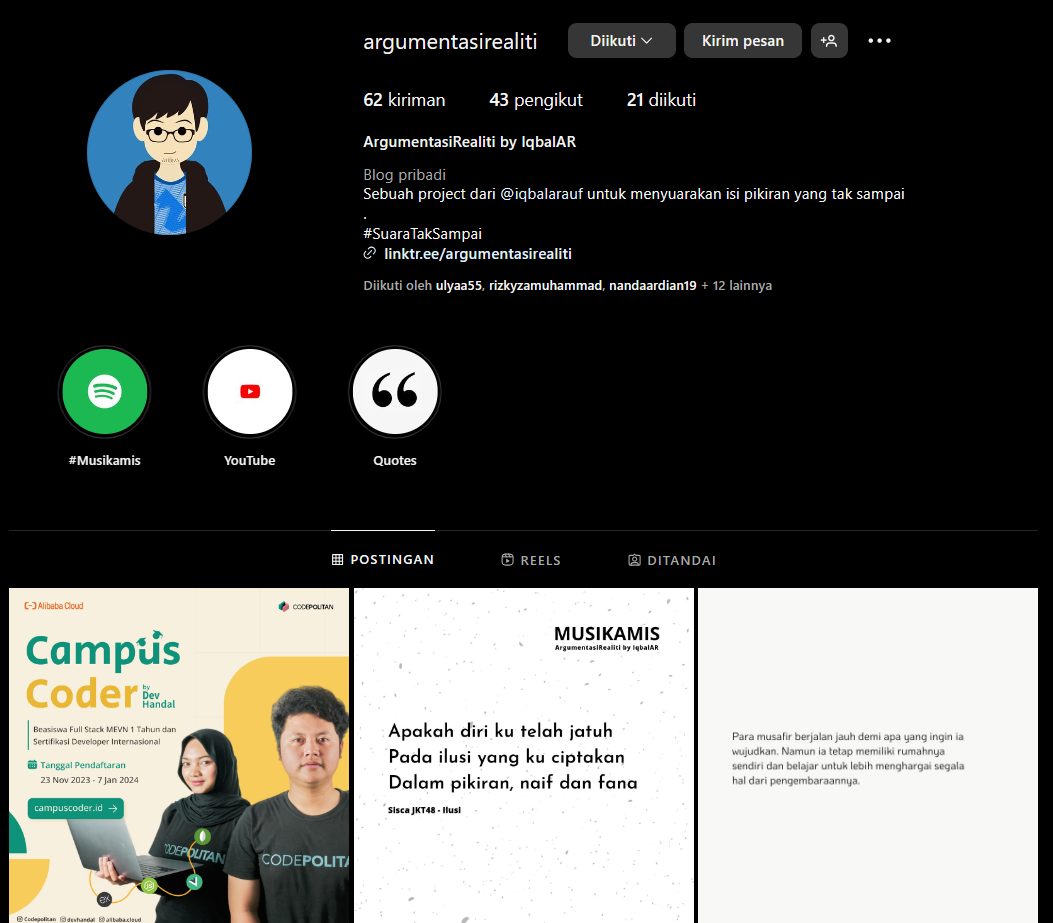 argumentasirealiti
Diikuti
Kirim pesan
62 kiriman
43 pengikut
21 diikuti
ArgumentasiRealiti by IqbalAR
Blog pribadi
Sebuah project dari @iqbalarauf untuk menyuarakan isi pikiran yang tak sampai
.
#SuaraTakSampai
linktr.ee/argumentasirealiti
Diikuti oleh ulyaa55, rizkyzamuhammad, nandaardian19 + 12 lainnya
#Musikamis
YouTube
Quotes
POSTINGAN
REELS
DITANDAI
Alibaba Cloud
CODEPOLITAN
Campus
Coder
by
Dev
Handal
Beasiswa Full Stack MEVN 1 Tahun dan
Sertifikasi Developer Internasional
Tanggal Pendaftaran
23 Nov 2023 - 7 Jan 2024
campuscoder.id
CODEPOLITAN
CODEPOLITA
Codepolitan
devhandal
alibaba.cloud
MUSIKAMIS
ArgumentasiRealiti by IqbalAR
Apakah diri ku telah jatuh
Pada ilusi yang ku ciptakan
Dalam pikiran, naif dan fana
Sisca JKT48 - Ilusi
Para musafir berjalan jauh demi apa yang ingin ia
wujudkan. Namun ia tetap memiliki rumahnya
sendiri dan belajar untuk lebih menghargai segala
hal dari pengembaraannya.